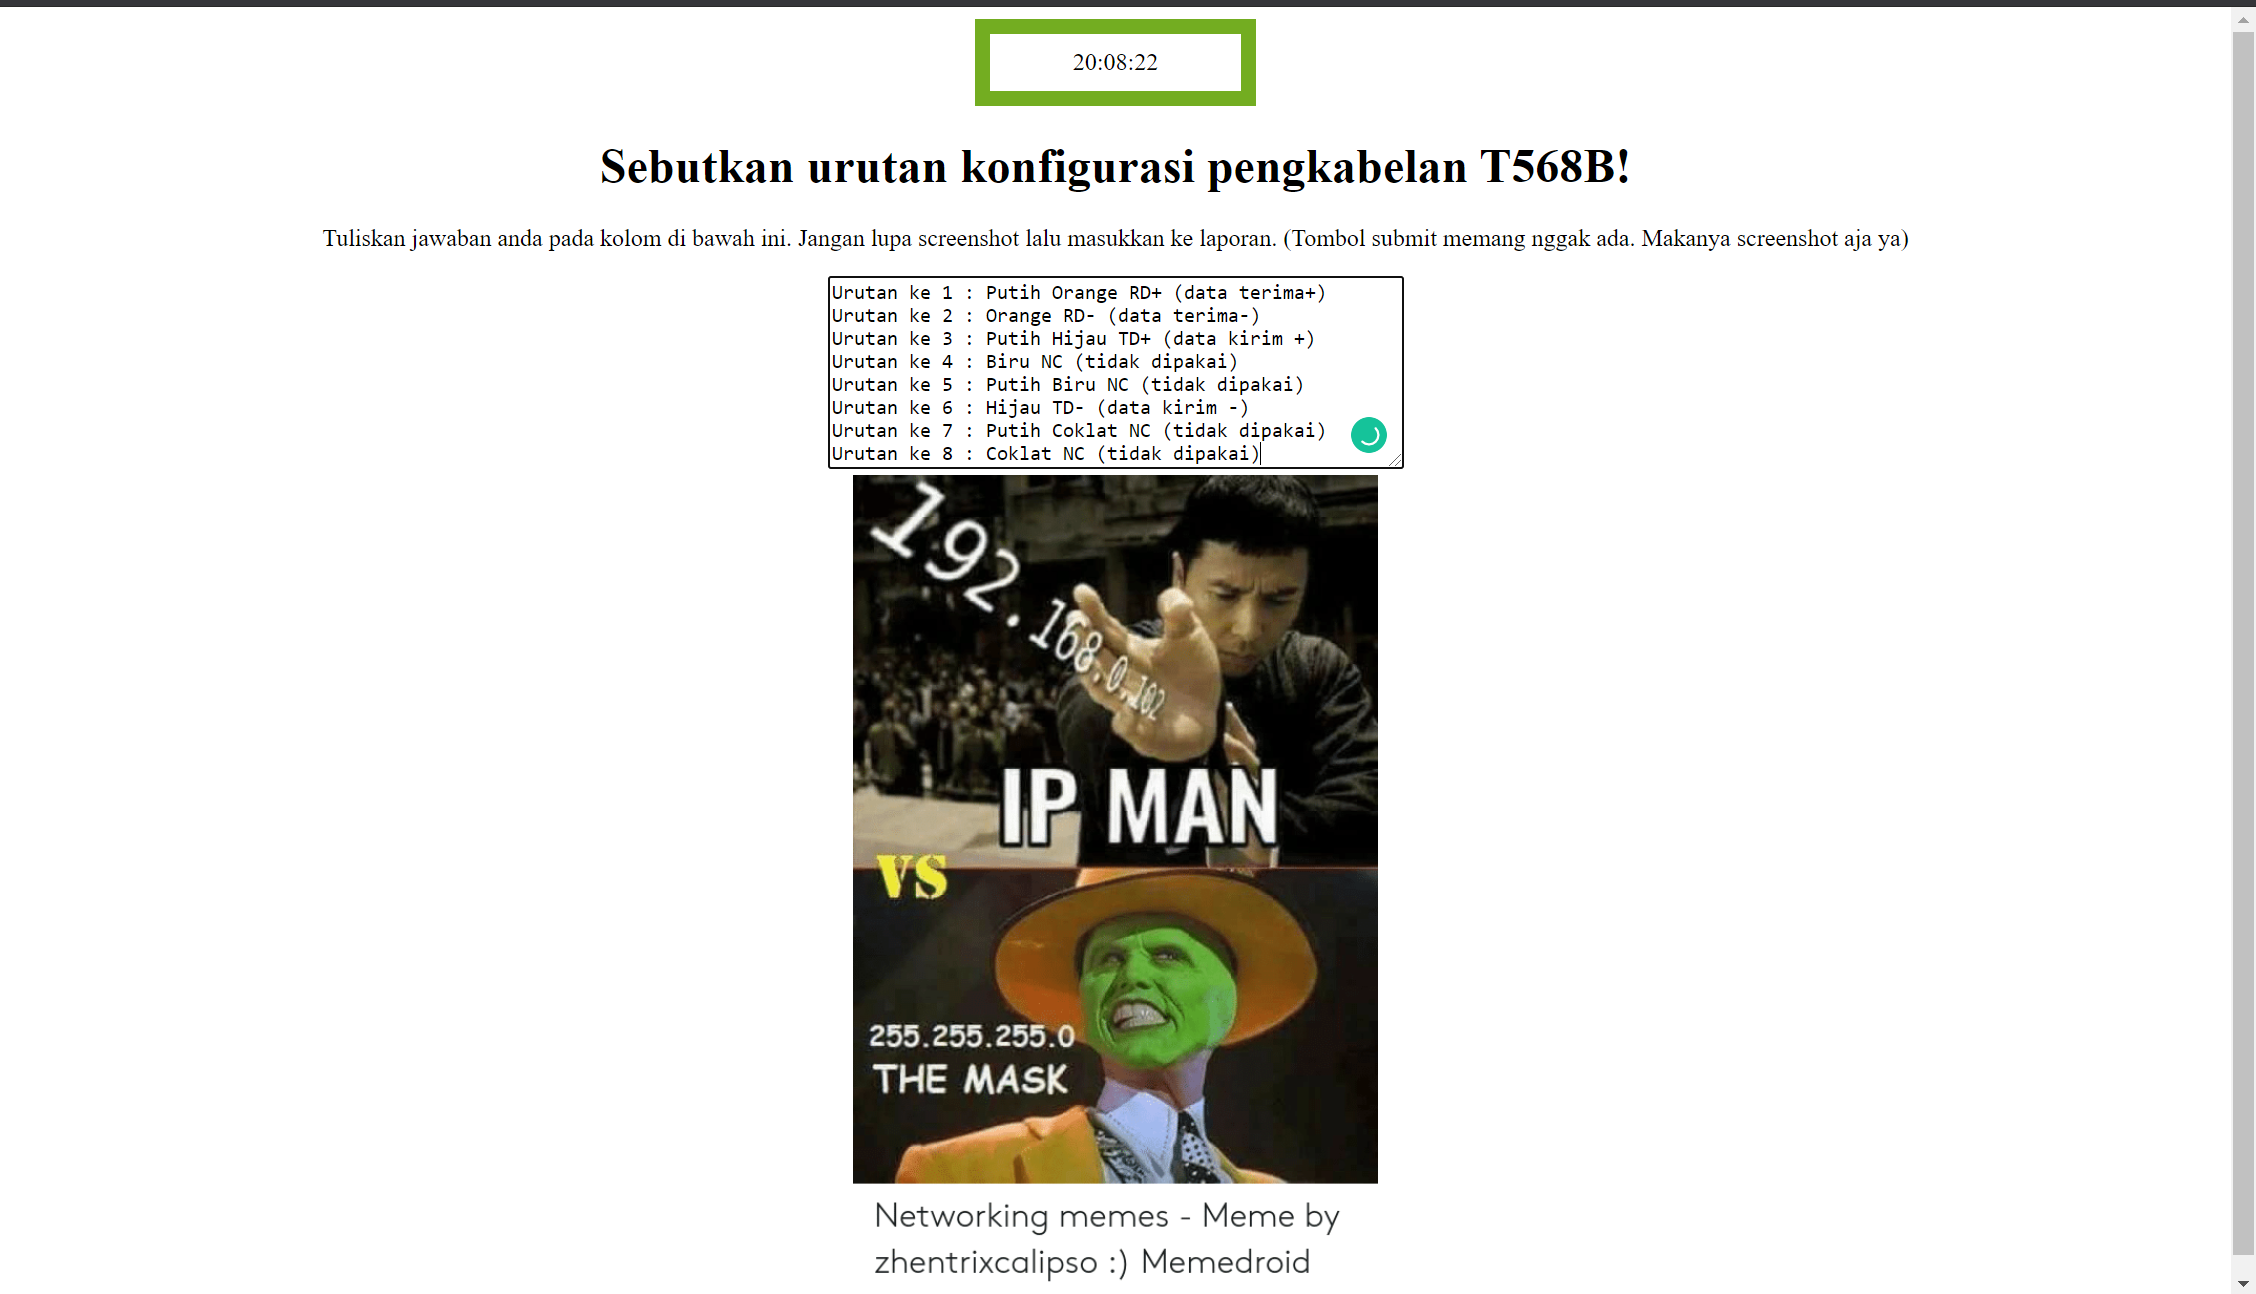 20:08:22
Sebutkan urutan konfigurasi pengkabelan T568B!
Tuliskan jawaban anda pada kolom di bawah ini. Jangan lupa screenshot lalu masukkan ke laporan. (Tombol submit memang nggak ada. Makanya screenshot aja ya)
Urutan ke 1 : Putih Orange RD+ (data terima+)
Urutan ke 2 : Orange RD- (data terima-)
Urutan ke 3 : Putih Hijau TD+ (data kirim +)
Urutan ke 4 : Biru NC (tidak dipakai)
Urutan ke 5 : Putih Biru NC (tidak dipakai)
Urutan ke 6 : Hijau TD- (data kirim -)
Urutan ke 7 : Putih Coklat NC (tidak dipakai)
Urutan ke 8 : Coklat NC (tidak dipakai)
192.168.0.102
IP MAN
VS
255.255.255.0
THE MASK
Networking memes - Meme by
zhentrixcalipso :) Memedroid